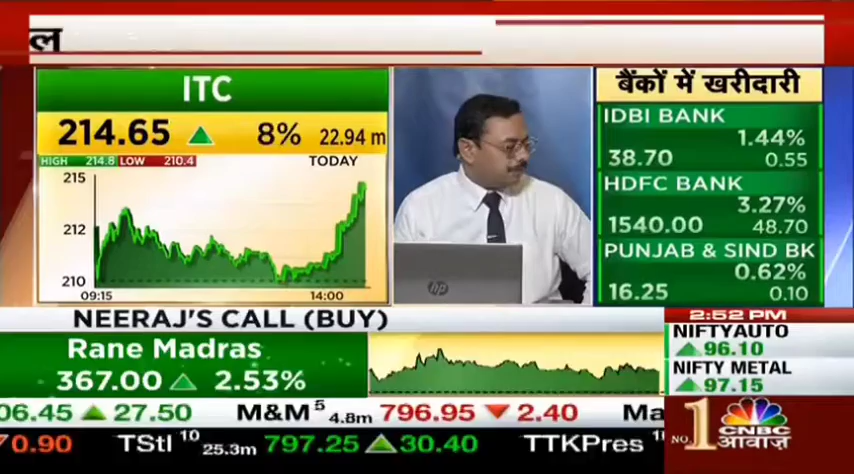 ल
ITC
214.65 8% 22.94 m
HIGH 214.8 LOW 210.4 TODAY
215
212
210
09:15 14:00
hp
बैंकों में खरीदारी
IDBI BANK
1.44%
38.70 0.55
HDFC BANK
3.27%
1540.00 48.70
PUNJAB & SIND BK
0.62%
16.25 0.10
NEERAJ'S CALL (BUY)
Rane Madras
367.00 2.53%
2:52 PM
NIFTYAUTO
96.10
NIFTY METAL
97.15
06.45 27.50 M&M 5 4.8m 796.95 2.40 Ma
0.90 TStl 10 25.3m 797.25 30.40 TTKPres
NO. 1 CNBC
आवाज़